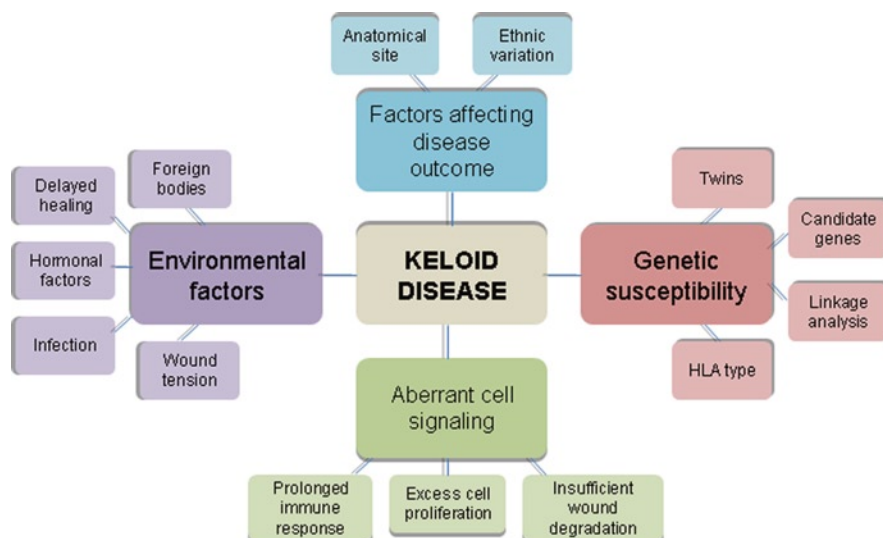 Anatomical
site
Ethnic
variation
Factors affecting
disease
outcome
Foreign
bodies
Delayed
healing
Hormonal
factors
Infection
Wound
tension
Environmental
factors
KELOID
DISEASE
Genetic
susceptibility
Twins
Candidate
genes
Linkage
analysis
HLA type
Aberrant cell
signaling
Prolonged
immune
response
Excess cell
proliferation
Insufficient
wound
degradation